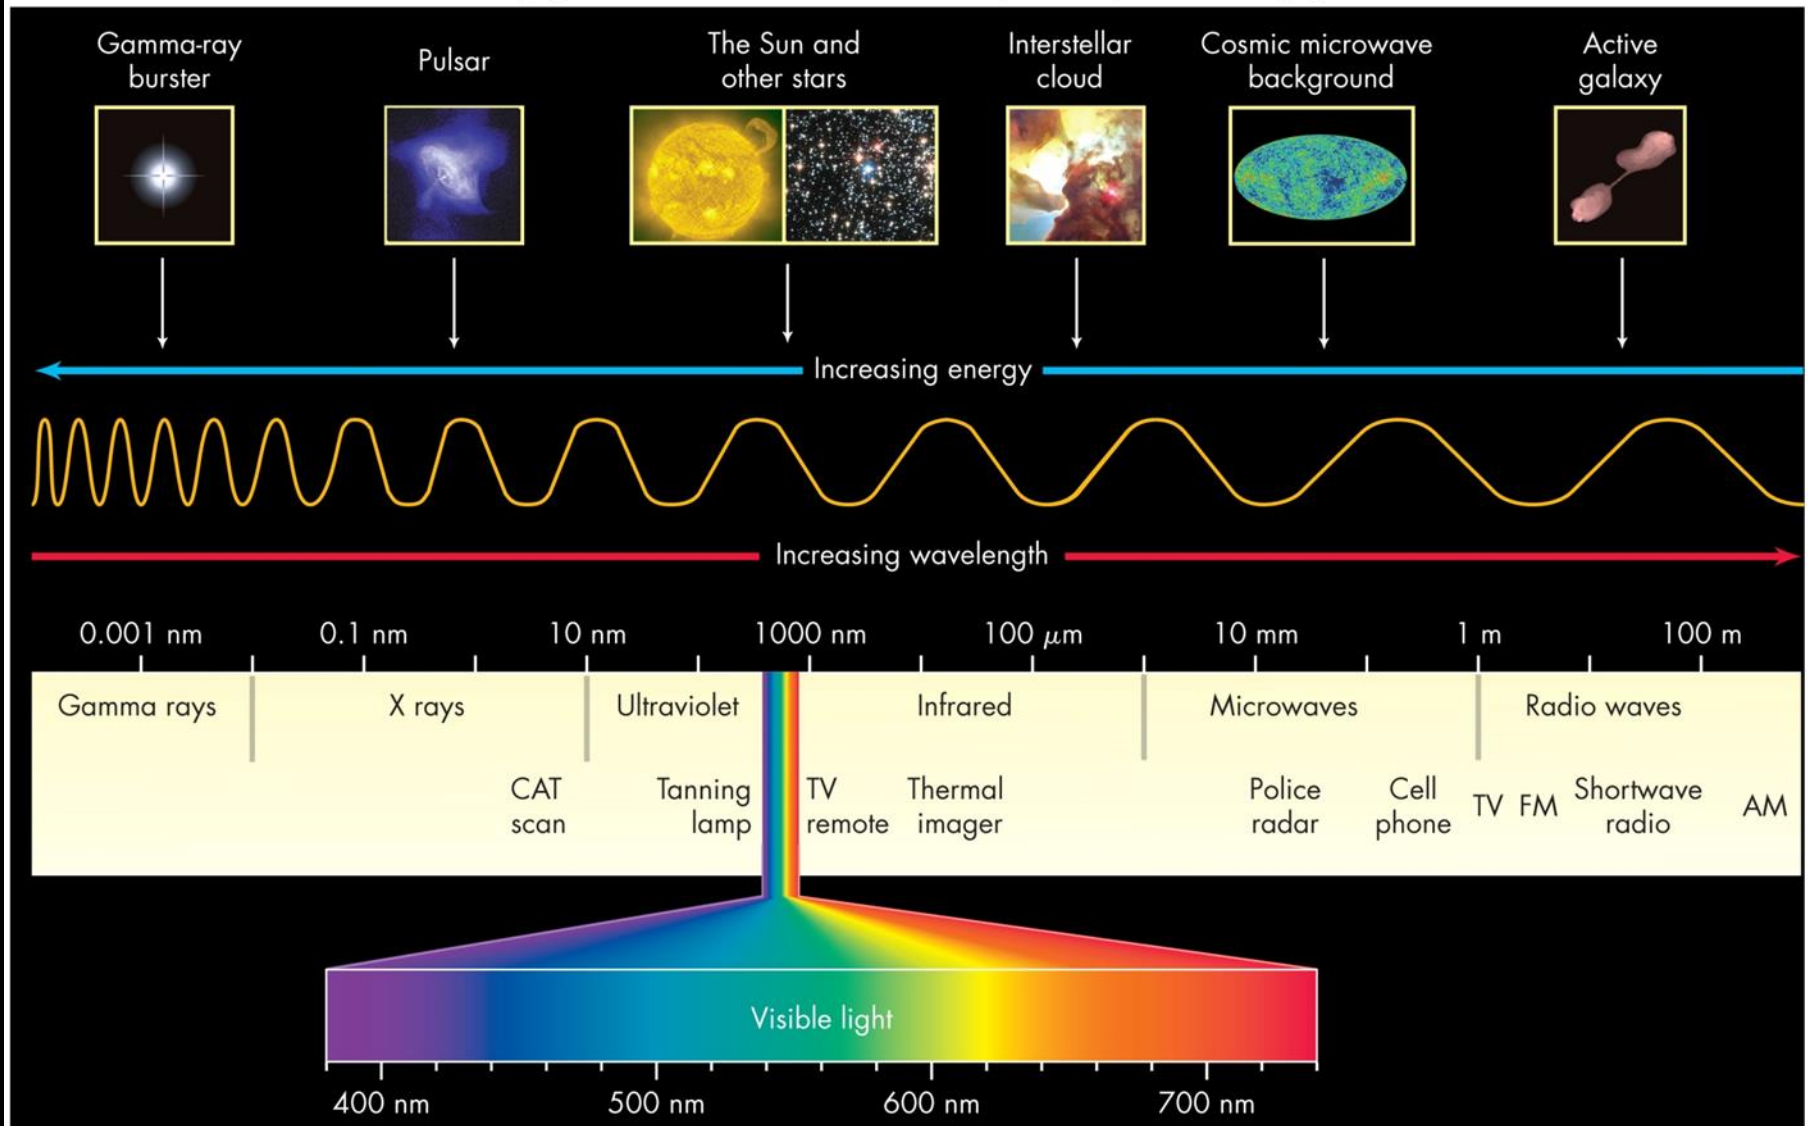 Gamma-ray
burster
Pulsar
The Sun and
other stars
Interstellar
cloud
Cosmic microwave
background
Active
galaxy
Increasing energy
Increasing wavelength
0.001 nm
0.1 nm
10 nm
1000 nm
100 μm
10 mm
1 m
100 m
Gamma rays
X rays
Ultraviolet
Infrared
Microwaves
Radio waves
CAT
scan
Tanning
lamp
TV
remote
Thermal
imager
Police
radar
Cell
phone
TV
FM
Shortwave
radio
AM
Visible light
400 nm
500 nm
600 nm
700 nm